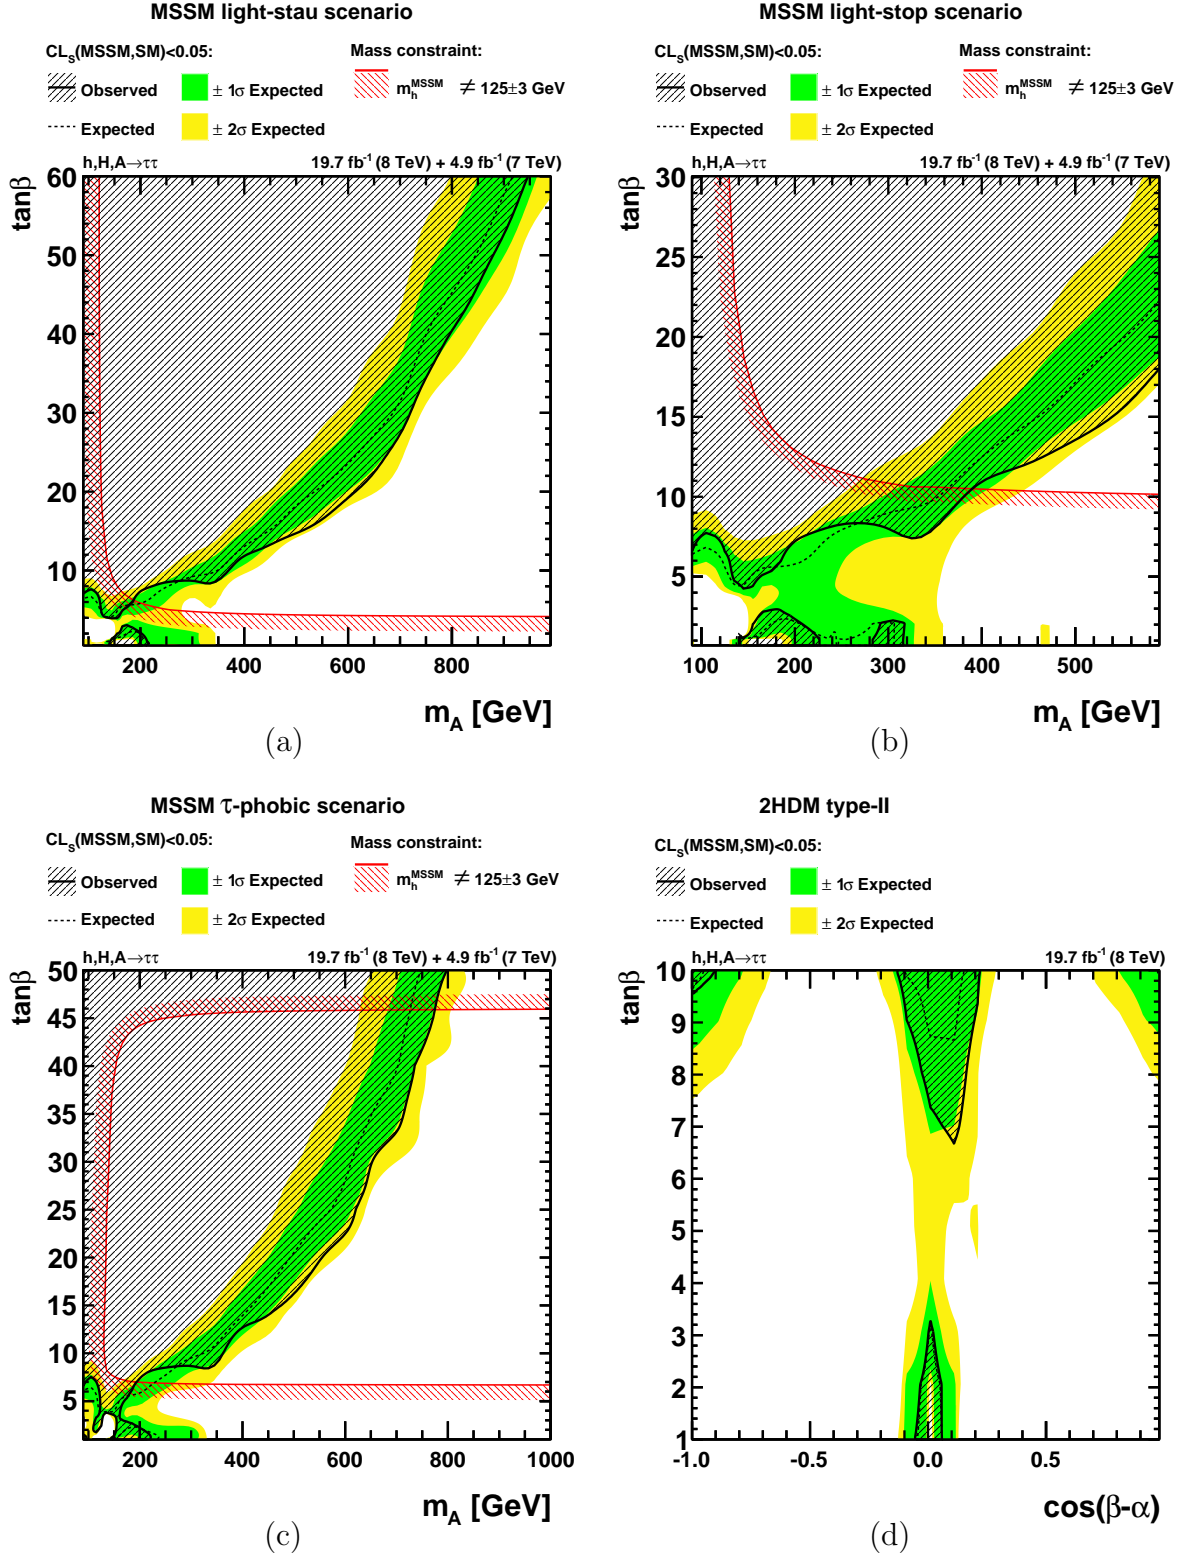 MSSM light-stau scenario
CLs(MSSM,SM)<0.05: Mass constraint:
Observed ± 1σ Expected m_h^MSSM ≠ 125±3 GeV
Expected ± 2σ Expected
h,H,A→ττ 19.7 fb⁻¹ (8 TeV) + 4.9 fb⁻¹ (7 TeV)
tanβ
60
50
40
30
20
10
200 400 600 800
m_A [GeV]
(a)
MSSM light-stop scenario
CLs(MSSM,SM)<0.05: Mass constraint:
Observed ± 1σ Expected m_h^MSSM ≠ 125±3 GeV
Expected ± 2σ Expected
h,H,A→ττ 19.7 fb⁻¹ (8 TeV) + 4.9 fb⁻¹ (7 TeV)
tanβ
30
25
20
15
10
5
100 200 300 400 500
m_A [GeV]
(b)
MSSM τ-phobic scenario
CLs(MSSM,SM)<0.05: Mass constraint:
Observed ± 1σ Expected m_h^MSSM ≠ 125±3 GeV
Expected ± 2σ Expected
h,H,A→ττ 19.7 fb⁻¹ (8 TeV) + 4.9 fb⁻¹ (7 TeV)
tanβ
50
45
40
35
30
25
20
15
10
5
200 400 600 800 1000
m_A [GeV]
(c)
2HDM type-II
CLs(MSSM,SM)<0.05:
Observed ± 1σ Expected
Expected ± 2σ Expected
h,H,A→ττ 19.7 fb⁻¹ (8 TeV)
tanβ
10
9
8
7
6
5
4
3
2
1
-1.0 -0.5 0.0 0.5
cos(β-α)
(d)